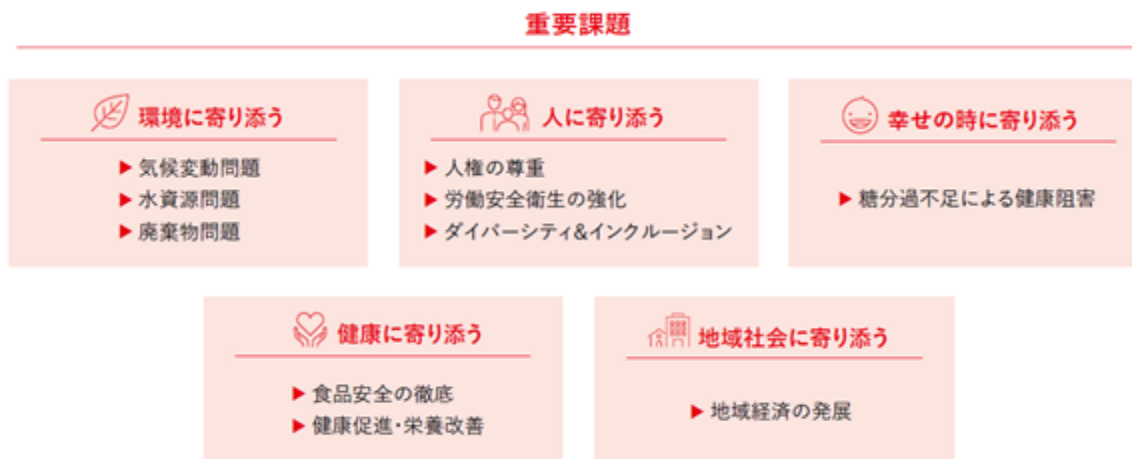 重要課題
環境に寄り添う
▶ 気候変動問題
▶ 水資源問題
▶ 廃棄物問題
人に寄り添う
▶ 人権の尊重
▶ 労働安全衛生の強化
▶ ダイバーシティ&インクルージョン
幸せの時に寄り添う
▶ 糖分過不足による健康阻害
健康に寄り添う
▶ 食品安全の徹底
▶ 健康促進・栄養改善
地域社会に寄り添う
▶ 地域経済の発展